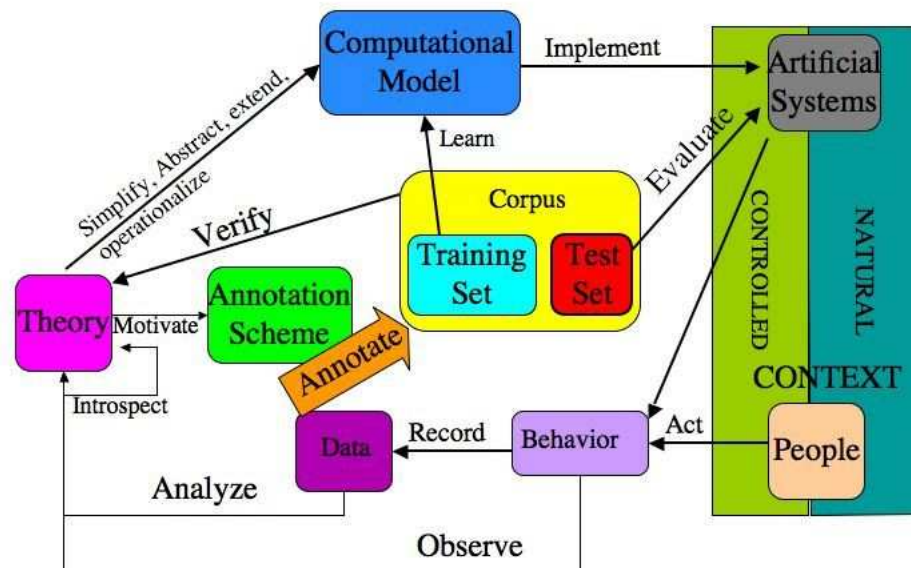 Computational
Model
Implement
Artificial
Systems
Simplify, Abstract, extend,
operationalize
Learn
Evaluate
Verify
Corpus
Training
Set
Test
Set
CONTROLLED
NATURAL
Theory
Motivate
Annotation
Scheme
Annotate
Introspect
CONTEXT
Data
Record
Behavior
Act
People
Analyze
Observe